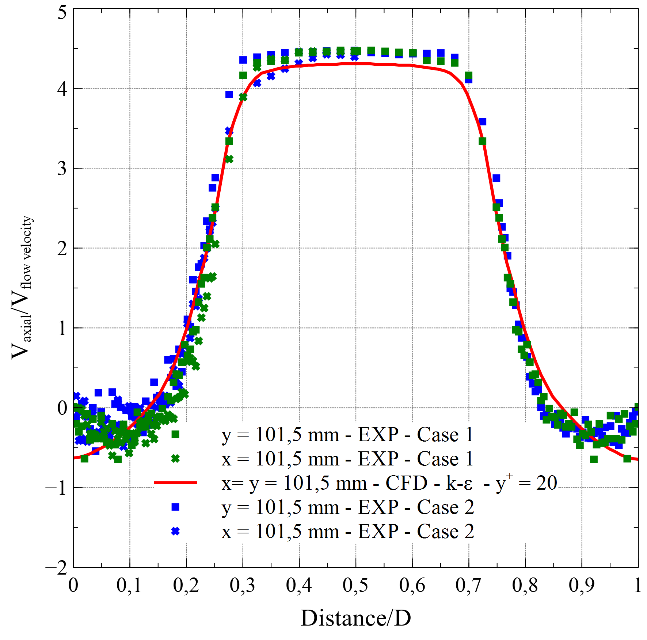 5
4
3
2
1
0
−1
−2
V axial/V flow velocity
y = 101,5 mm - EXP - Case 1
x = 101,5 mm - EXP - Case 1
x= y = 101,5 mm - CFD - k-ε - y+ = 20
y = 101,5 mm - EXP - Case 2
x = 101,5 mm - EXP - Case 2
0 0,1 0,2 0,3 0,4 0,5 0,6 0,7 0,8 0,9 1
Distance/D